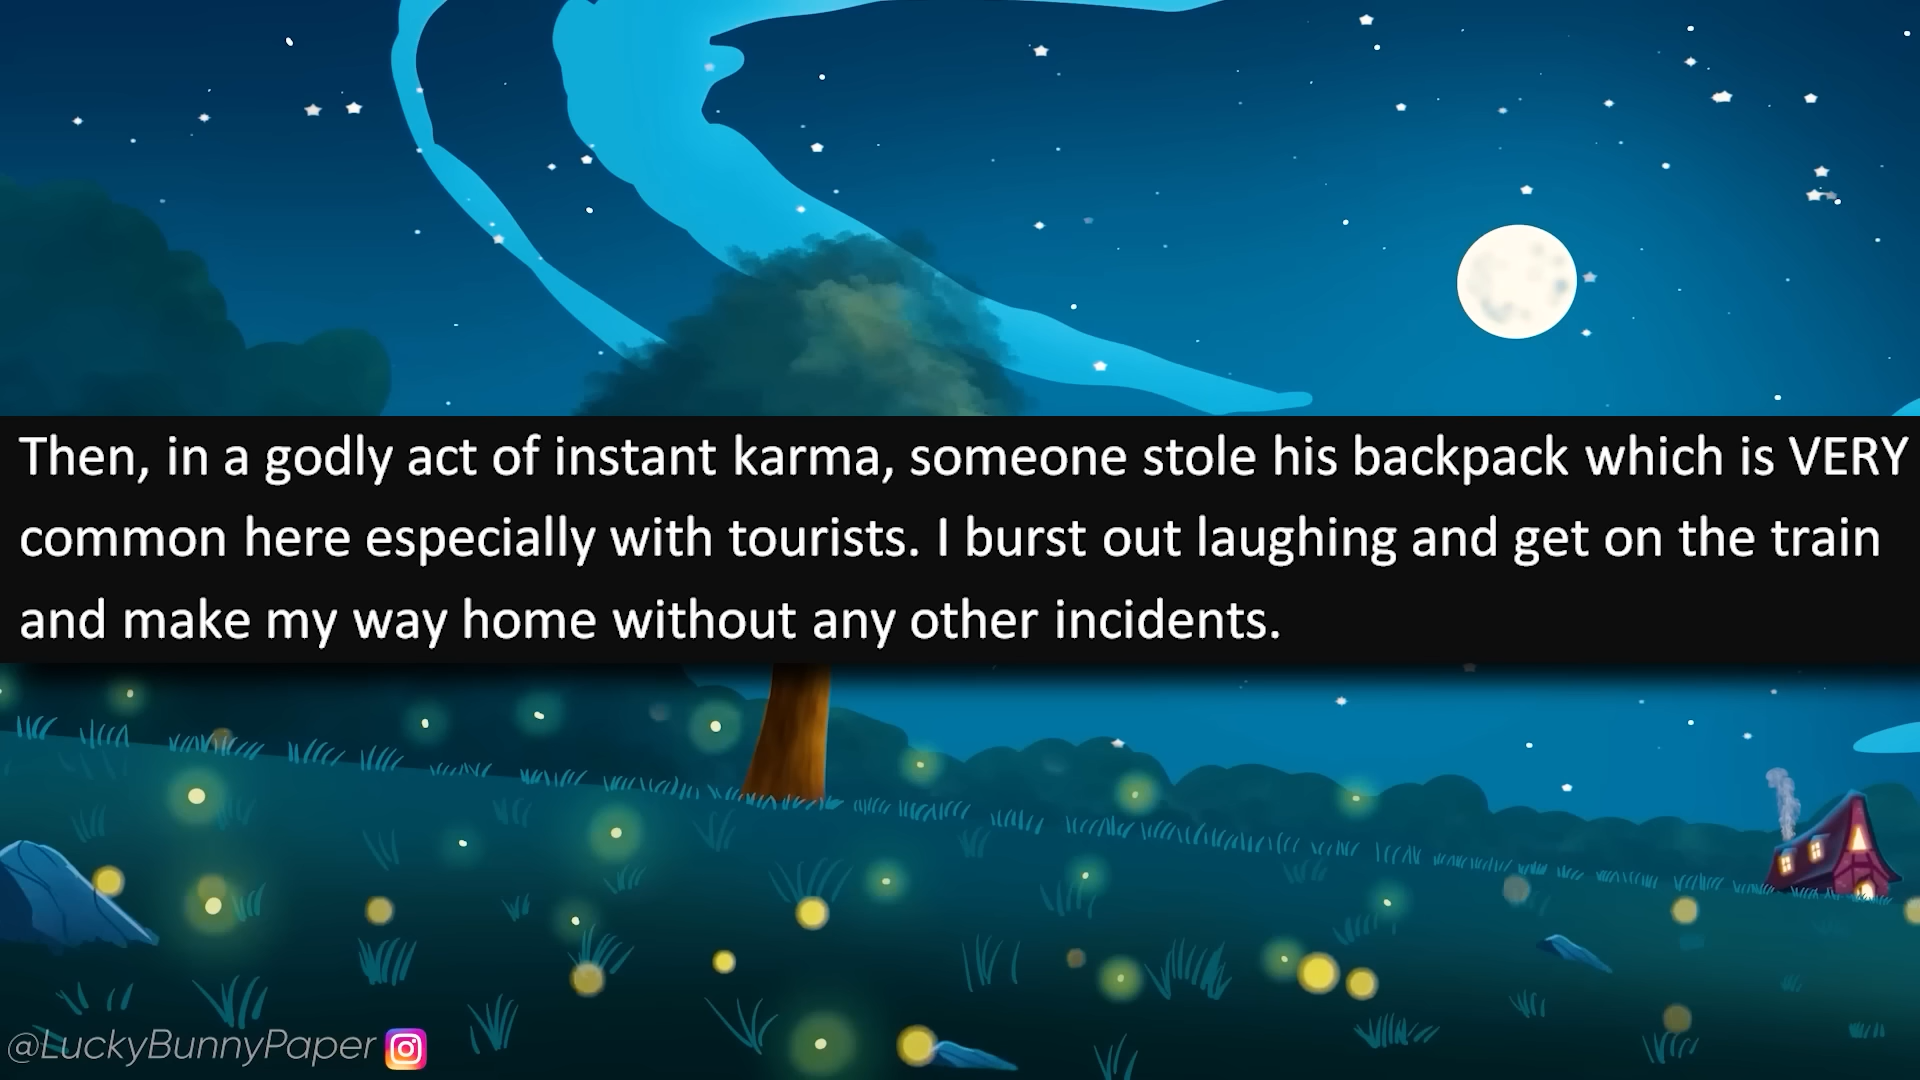 Then, in a godly act of instant karma, someone stole his backpack which is VERY
common here especially with tourists. I burst out laughing and get on the train
and make my way home without any other incidents.
@LuckyBunnyPaper